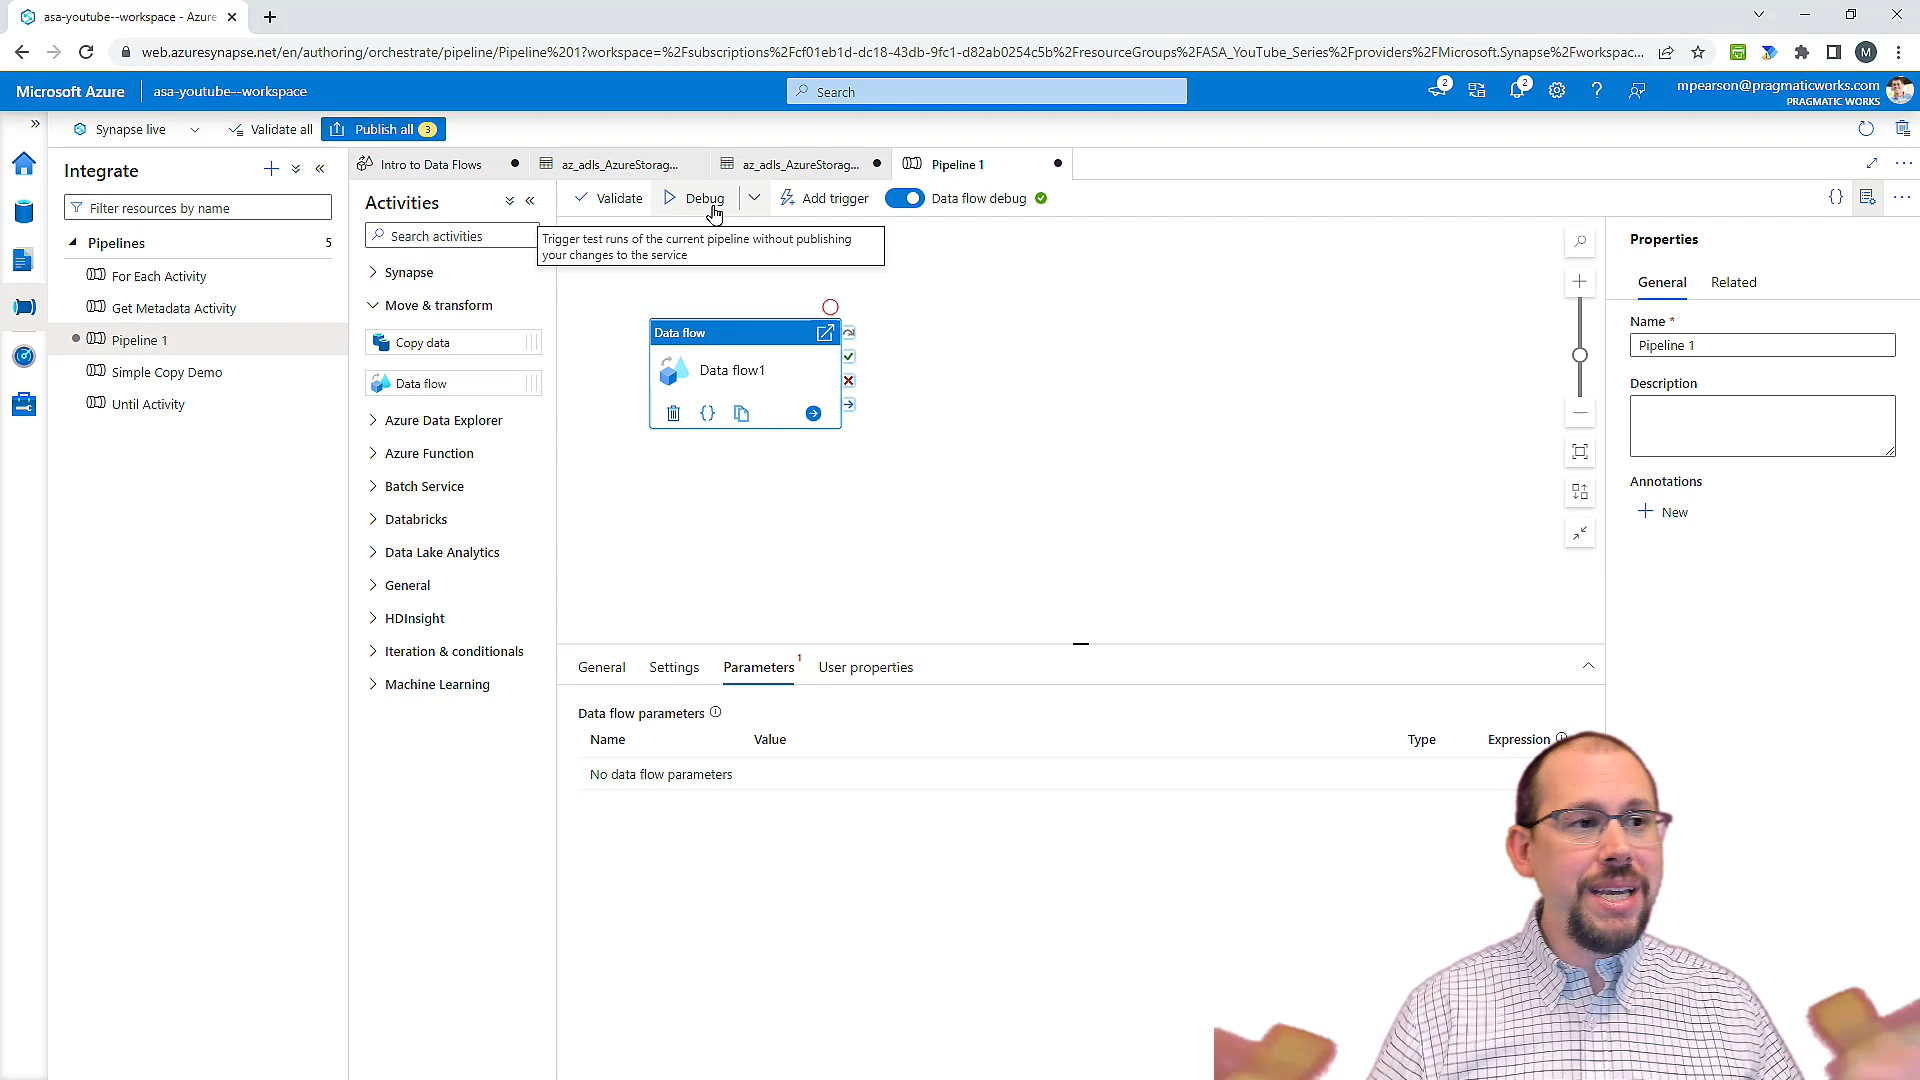 asa-youtube--workspace - Azure
web.azuresynapse.net/en/authoring/orchestrate/pipeline/Pipeline%201?workspace=%2Fsubscriptions%2Fcf01eb1d-dc18-43db-9fc1-d82ab0254c5b%2FresourceGroups%2FASA_YouTube_Series%2Fproviders%2FMicrosoft.Synapse%2Fworkspac...
M
Microsoft Azure
asa-youtube--workspace
Search
2
2
mpearson@pragmaticworks.com
PRAGMATIC WORKS
Synapse live
Validate all
Publish all 3
Integrate
Intro to Data Flows
az_adls_AzureStorag...
az_adls_AzureStorag...
Pipeline 1
Filter resources by name
Pipelines 5
For Each Activity
Get Metadata Activity
Pipeline 1
Simple Copy Demo
Until Activity
Activities
Search activities
Synapse
Move & transform
Copy data
Data flow
Azure Data Explorer
Azure Function
Batch Service
Databricks
Data Lake Analytics
General
HDInsight
Iteration & conditionals
Machine Learning
Validate
Debug
Add trigger
Data flow debug
Trigger test runs of the current pipeline without publishing
your changes to the service
Data flow
Data flow1
Properties
General
Related
Name *
Pipeline 1
Description
Annotations
New
General
Settings
Parameters 1
User properties
Data flow parameters
Name
Value
Type
Expression
No data flow parameters